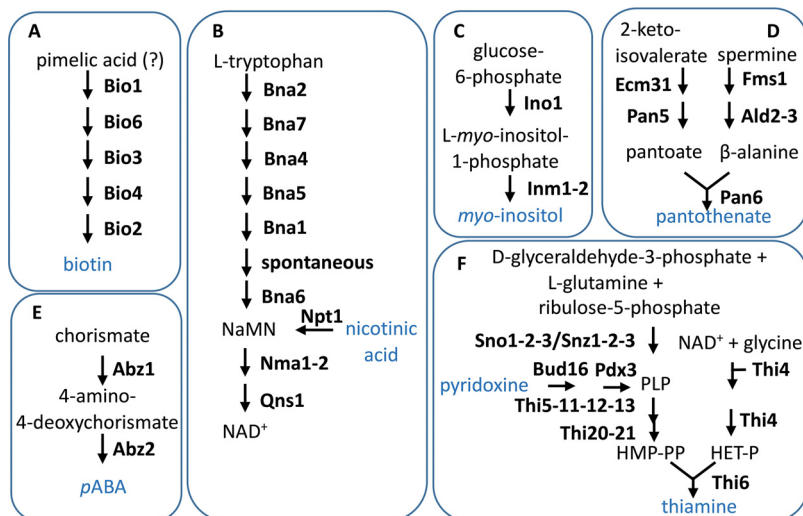 A
pimelic acid (?)
Bio1
Bio6
Bio3
Bio4
Bio2
biotin
B
L-tryptophan
Bna2
Bna7
Bna4
Bna5
Bna1
spontaneous
Bna6
Npt1
NaMN
nicotinic
acid
Nma1-2
Qns1
NAD⁺
C
glucose-
6-phosphate
Ino1
L-myo-inositol-
1-phosphate
Inm1-2
myo-inositol
D
2-keto-
isovalerate
spermine
Ecm31
Fms1
Pan5
Ald2-3
pantoate
β-alanine
Pan6
pantothenate
E
chorismate
Abz1
4-amino-
4-deoxychorismate
Abz2
pABA
F
D-glyceraldehyde-3-phosphate +
L-glutamine +
ribulose-5-phosphate
Sno1-2-3/Snz1-2-3
NAD⁺ + glycine
Bud16
Pdx3
Thi4
pyridoxine
PLP
Thi5-11-12-13
Thi4
Thi20-21
HMP-PP
HET-P
Thi6
thiamine